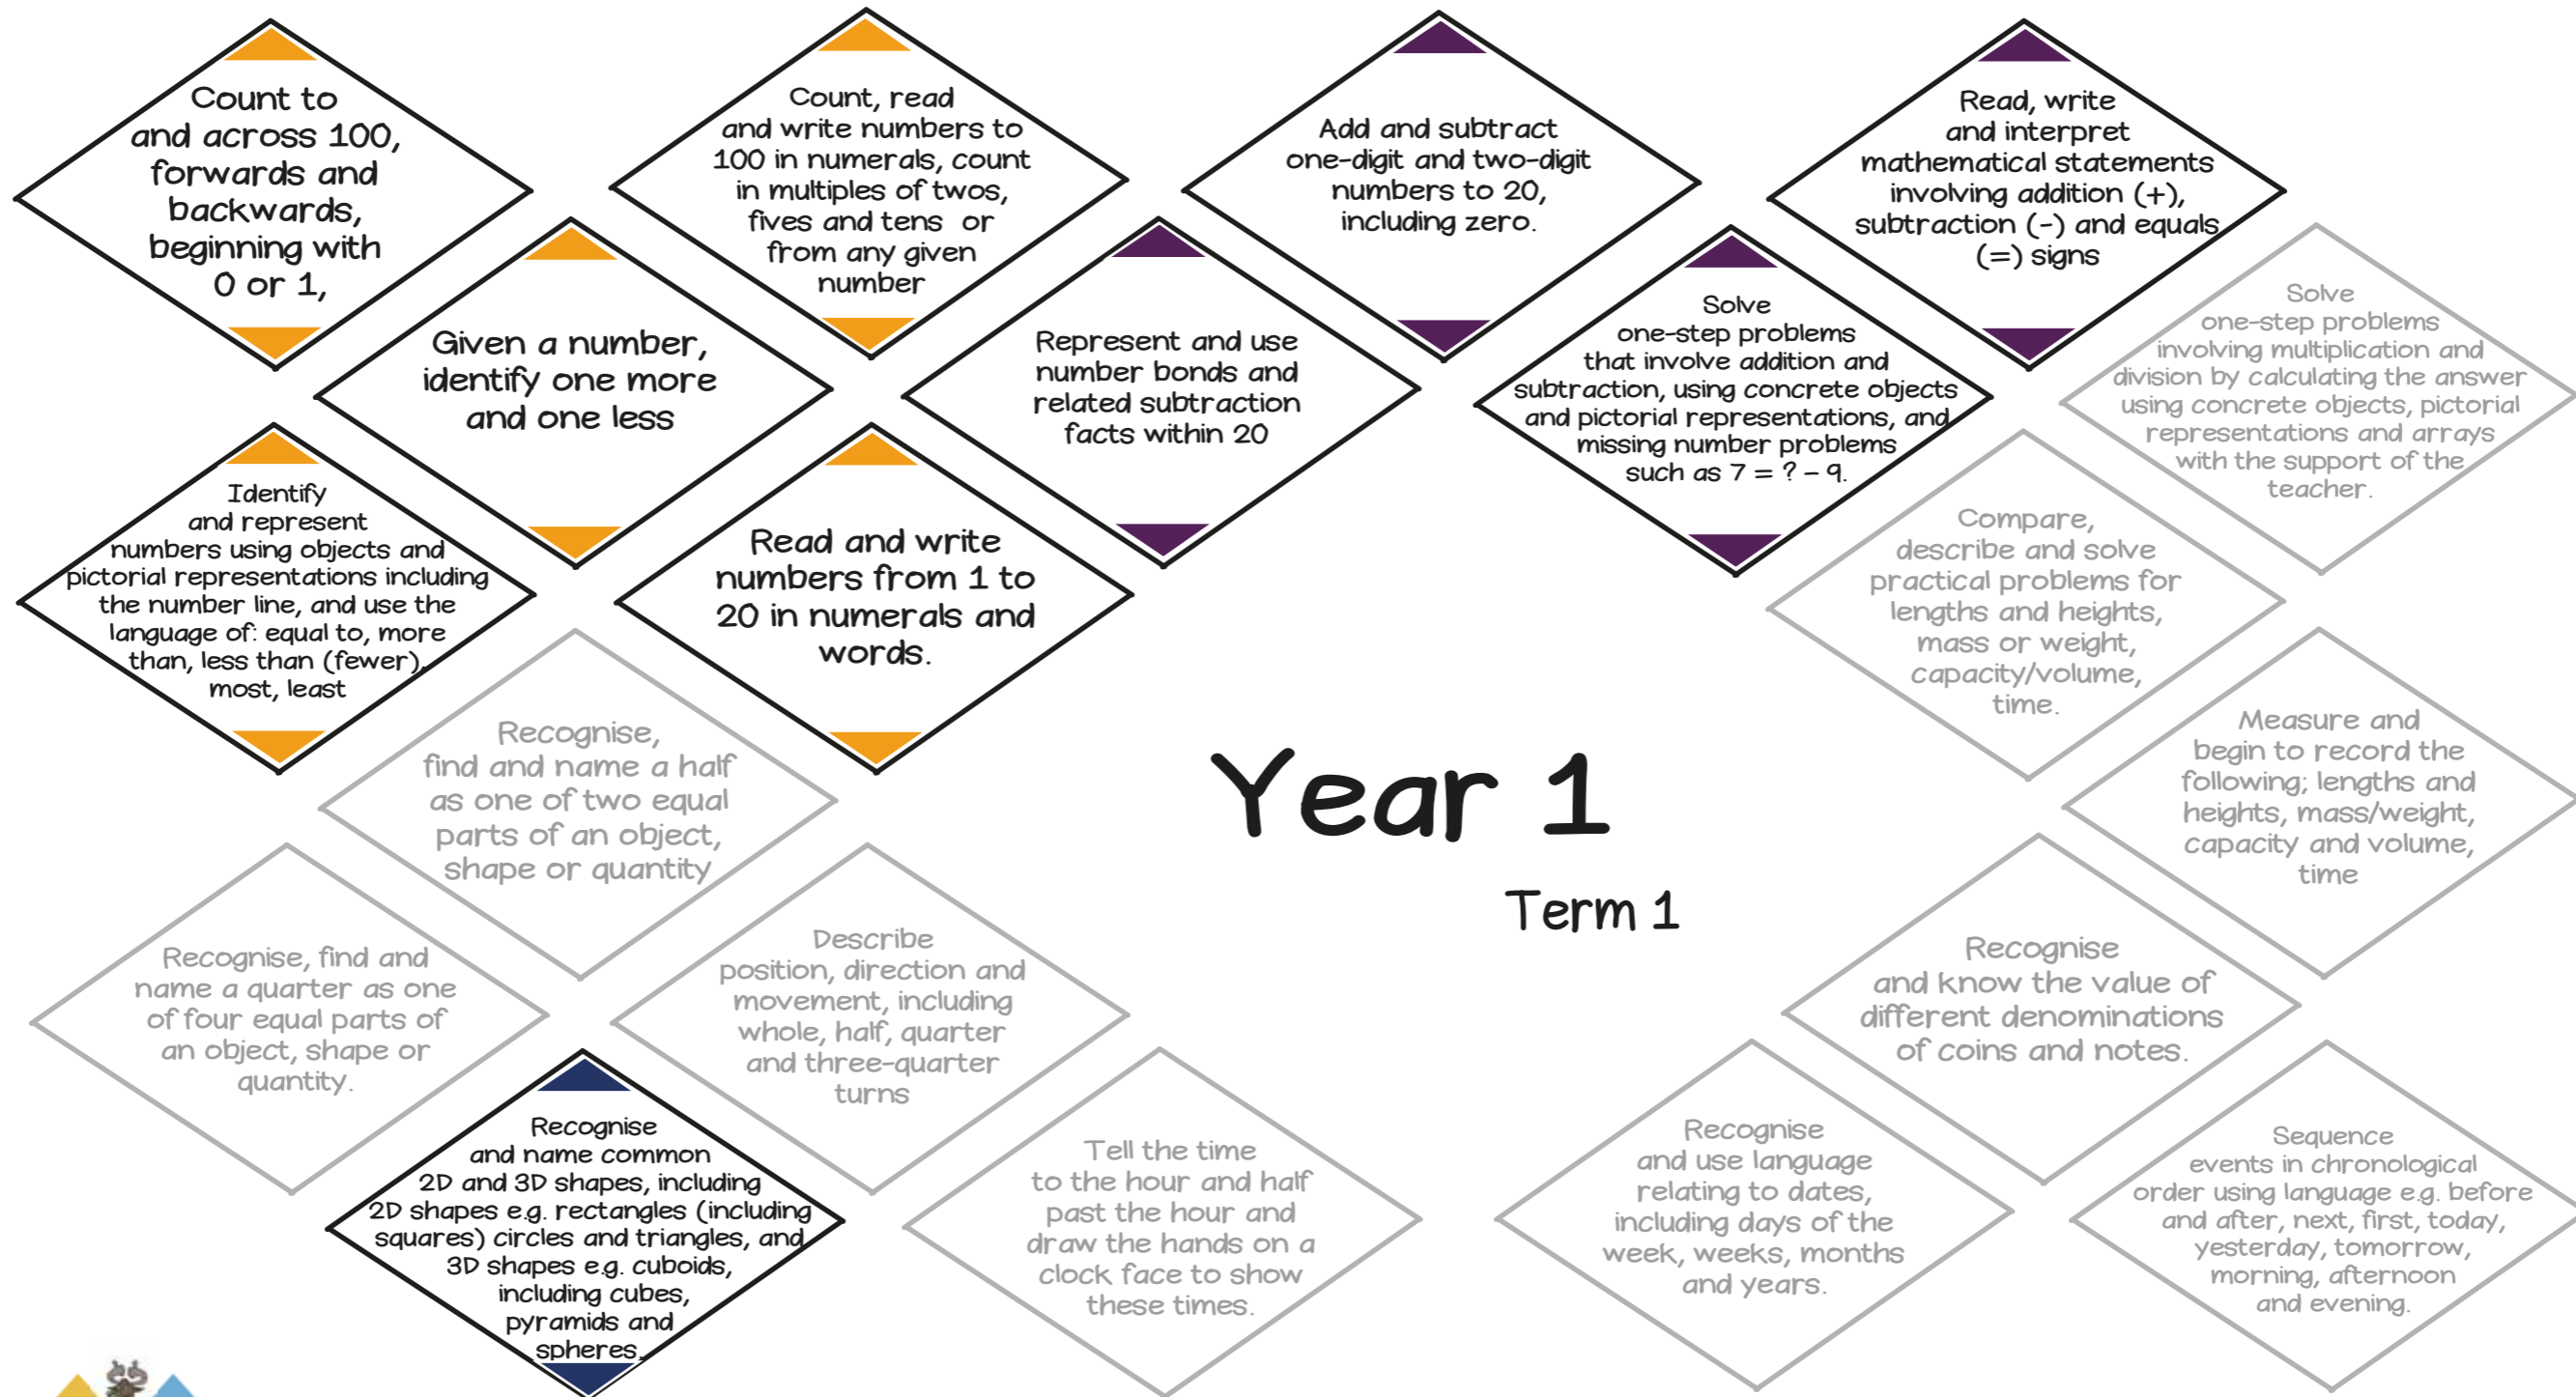 Count to
and across 100,
forwards and
backwards,
beginning with
0 or 1,
Count, read
and write numbers to
100 in numerals, count
in multiples of twos,
fives and tens or
from any given
number
Add and subtract
one-digit and two-digit
numbers to 20,
including zero.
Read, write
and interpret
mathematical statements
involving addition (+),
subtraction (-) and equals
(=) signs
Given a number,
identify one more
and one less
Represent and use
number bonds and
related subtraction
facts within 20
Solve
one-step problems
that involve addition and
subtraction, using concrete objects
and pictorial representations, and
missing number problems
such as 7 = ? – 9.
Solve
one-step problems
involving multiplication and
division by calculating the answer
using concrete objects, pictorial
representations and arrays
with the support of the
teacher.
Identify
and represent
numbers using objects and
pictorial representations including
the number line, and use the
language of: equal to, more
than, less than (fewer),
most, least
Read and write
numbers from 1 to
20 in numerals and
words.
Compare,
describe and solve
practical problems for
lengths and heights,
mass or weight,
capacity/volume,
time.
Recognise,
find and name a half
as one of two equal
parts of an object,
shape or quantity
Year 1
Term 1
Measure and
begin to record the
following; lengths and
heights, mass/weight,
capacity and volume,
time
Recognise, find and
name a quarter as one
of four equal parts of
an object, shape or
quantity.
Describe
position, direction and
movement, including
whole, half, quarter
and three-quarter
turns
Recognise
and know the value of
different denominations
of coins and notes.
Recognise
and name common
2D and 3D shapes, including
2D shapes e.g. rectangles (including
squares) circles and triangles, and
3D shapes e.g. cuboids,
including cubes,
pyramids and
spheres.
Tell the time
to the hour and half
past the hour and
draw the hands on a
clock face to show
these times.
Recognise
and use language
relating to dates,
including days of the
week, weeks, months
and years.
Sequence
events in chronological
order using language e.g. before
and after, next, first, today,
yesterday, tomorrow,
morning, afternoon
and evening.